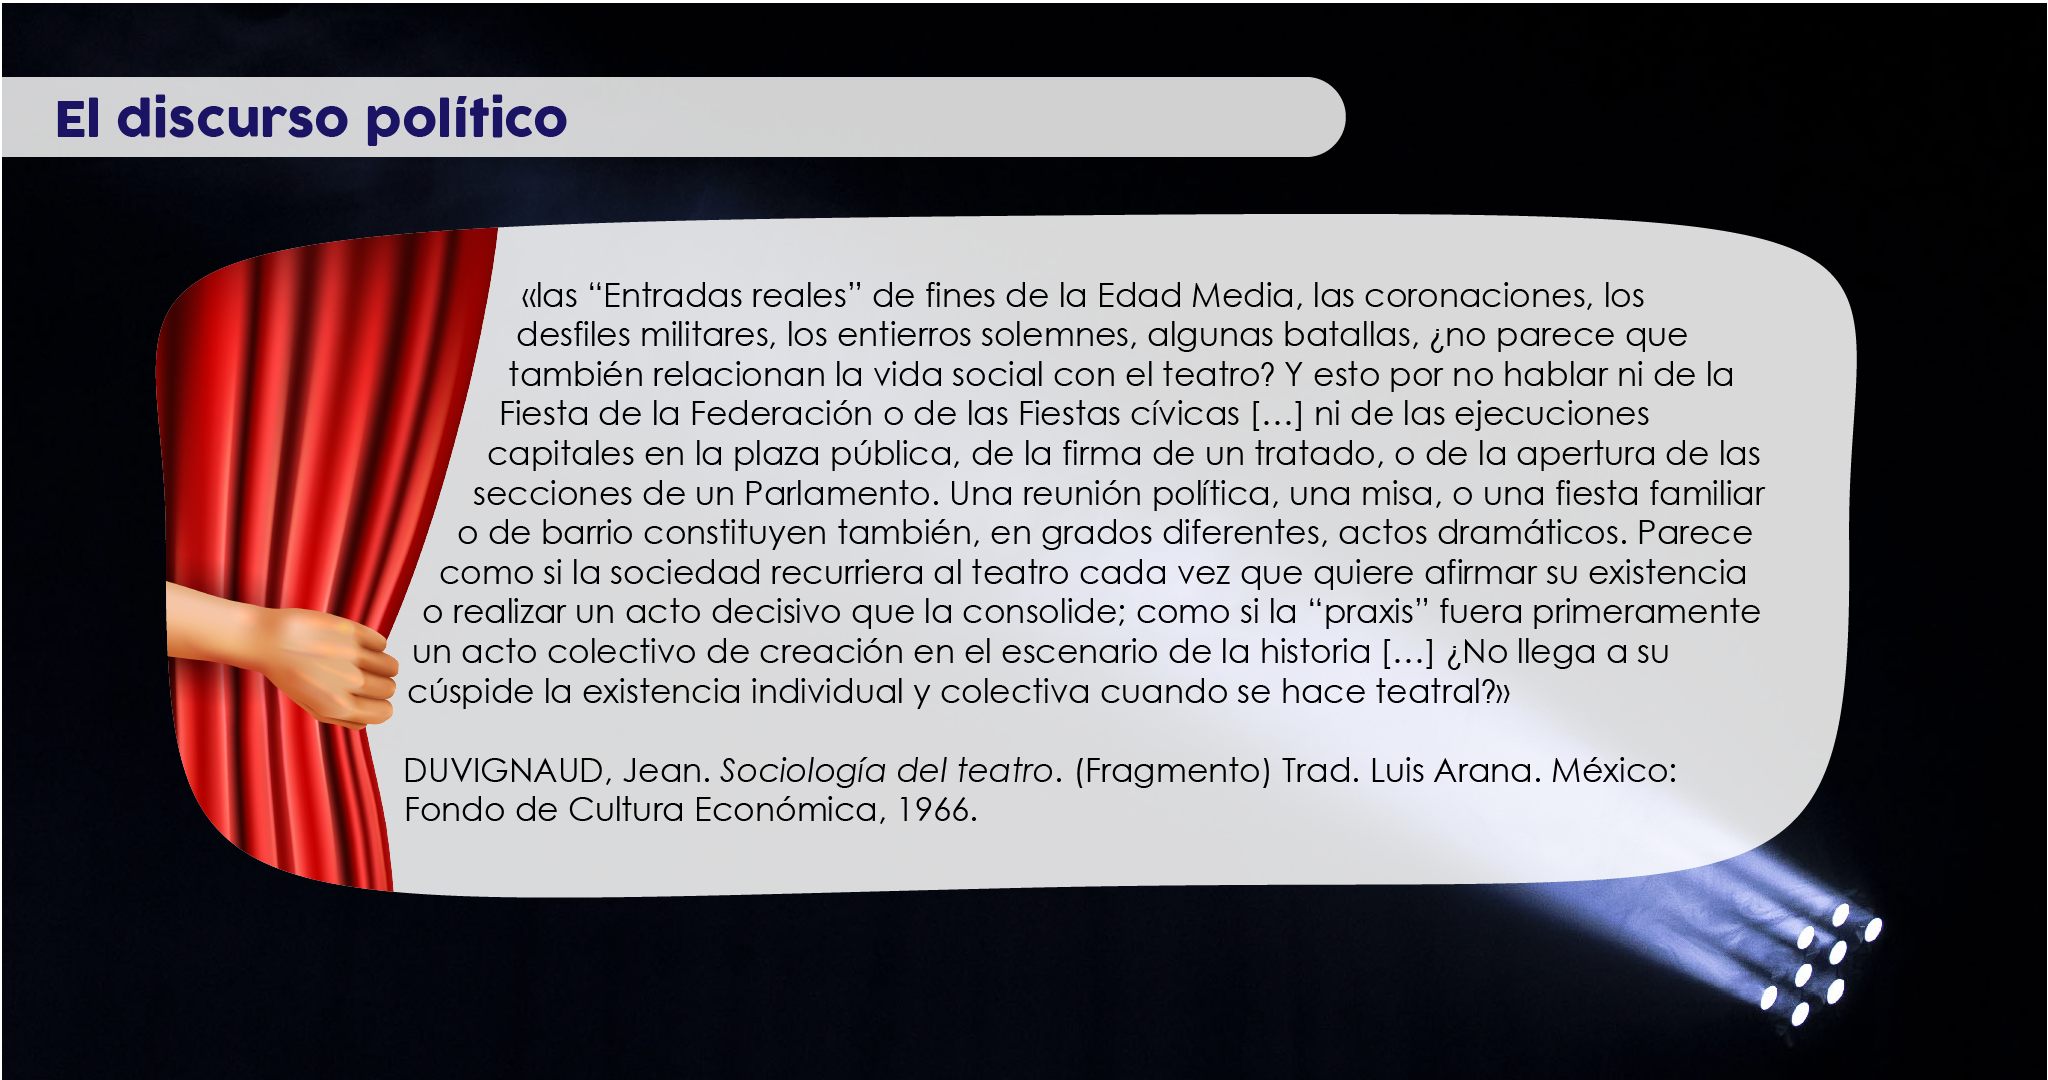 El discurso político
«las “Entradas reales” de fines de la Edad Media, las coronaciones, los
desfiles militares, los entierros solemnes, algunas batallas, ¿no parece que
también relacionan la vida social con el teatro? Y esto por no hablar ni de la
Fiesta de la Federación o de las Fiestas cívicas […] ni de las ejecuciones
capitales en la plaza pública, de la firma de un tratado, o de la apertura de las
secciones de un Parlamento. Una reunión política, una misa, o una fiesta familiar
o de barrio constituyen también, en grados diferentes, actos dramáticos. Parece
como si la sociedad recurriera al teatro cada vez que quiere afirmar su existencia
o realizar un acto decisivo que la consolide; como si la “praxis” fuera primeramente
un acto colectivo de creación en el escenario de la historia […] ¿No llega a su
cúspide la existencia individual y colectiva cuando se hace teatral?»
DUVIGNAUD, Jean. Sociología del teatro. (Fragmento) Trad. Luis Arana. México:
Fondo de Cultura Económica, 1966.